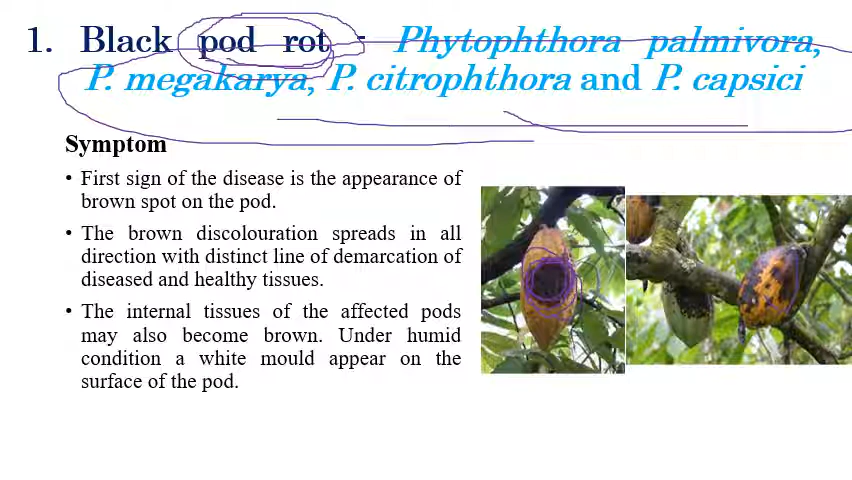 1. Black pod rot : Phytophthora palmivora,
P. megakarya, P. citrophthora and P. capsici
Symptom
• First sign of the disease is the appearance of
brown spot on the pod.
• The brown discolouration spreads in all
direction with distinct line of demarcation of
diseased and healthy tissues.
• The internal tissues of the affected pods
may also become brown. Under humid
condition a white mould appear on the
surface of the pod.